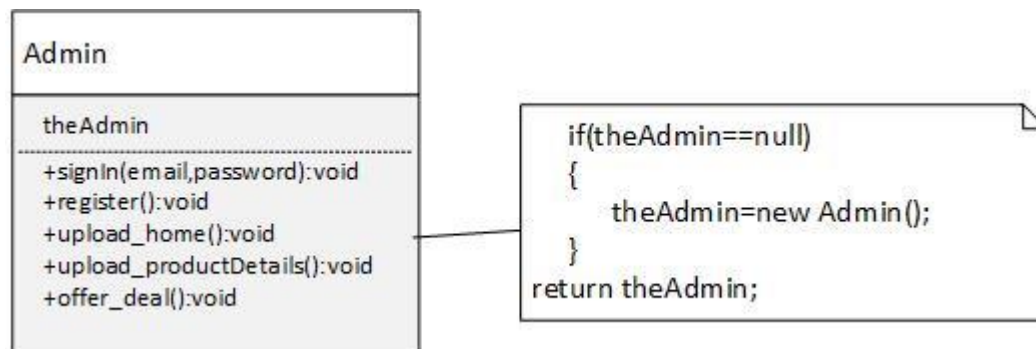 Admin
theAdmin
+signIn(email,password):void
+register():void
+upload_home():void
+upload_productDetails():void
+offer_deal():void
if(theAdmin==null)
{
theAdmin=new Admin();
}
return theAdmin;